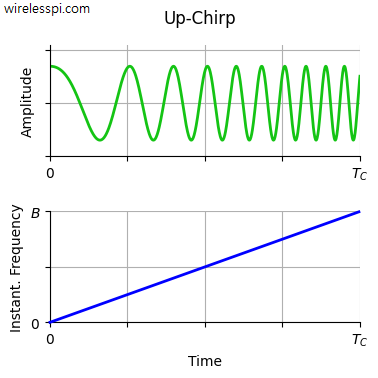 wirelesspi.com
Up-Chirp
Amplitude
0
T_C
B
Instant. Frequency
0
0
T_C
Time